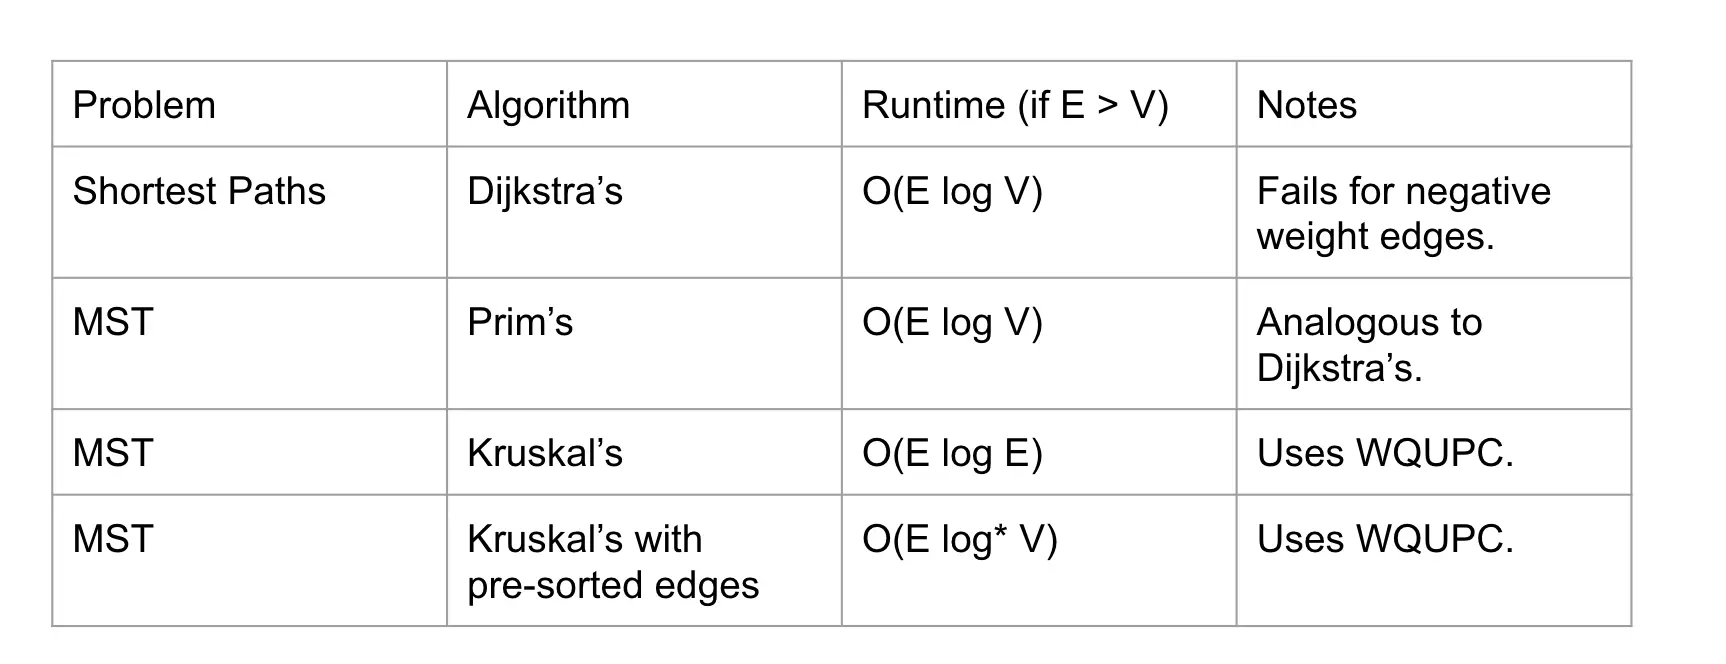 Problem
Algorithm
Runtime (if E > V)
Notes
Shortest Paths
Dijkstra’s
O(E log V)
Fails for negative
weight edges.
MST
Prim’s
O(E log V)
Analogous to
Dijkstra’s.
MST
Kruskal’s
O(E log E)
Uses WQUPC.
MST
Kruskal’s with
pre-sorted edges
O(E log* V)
Uses WQUPC.